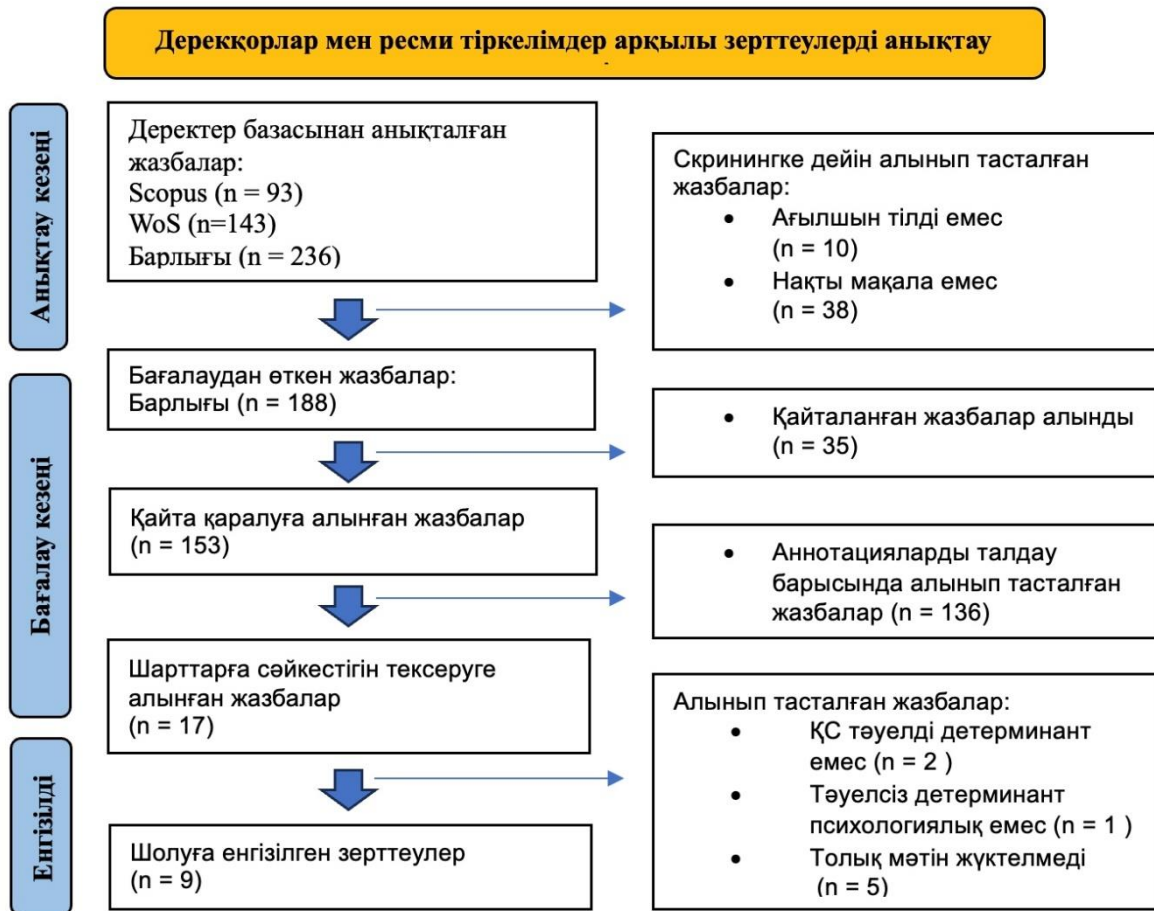 Дерекқорлар мен ресми тіркелімдер арқылы зерттеулерді анықтау
Анықтау кезеңі
Деректер базасынан анықталған
жазбалар:
Scopus (n = 93)
WoS (n=143)
Барлығы (n = 236)
Скринингке дейін алынып тасталған
жазбалар:
• Ағылшын тілді емес
(n = 10)
• Нақты мақала емес
(n = 38)
Бағалау кезеңі
Бағалаудан өткен жазбалар:
Барлығы (n = 188)
• Қайталанған жазбалар алынды
(n = 35)
Қайта қаралуға алынған жазбалар
(n = 153)
• Аннотацияларды талдау
барысында алынып тасталған
жазбалар (n = 136)
Шарттарға сәйкестігін тексеруге
алынған жазбалар
(n = 17)
Алынып тасталған жазбалар:
• ҚС тәуелді детерминант
емес (n = 2 )
• Тәуелсіз детерминант
психологиялық емес (n = 1 )
• Толық мәтін жүктелмеді
(n = 5)
Енгізілді
Шолуға енгізілген зерттеулер
(n = 9)